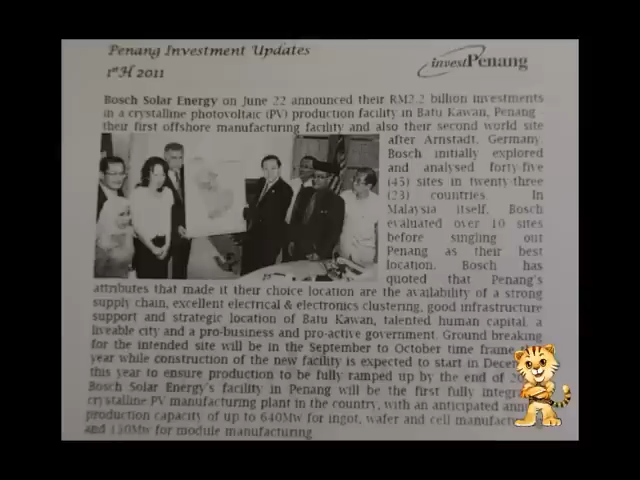 Penang Investment Updates
1st H 2011
investPenang
Bosch Solar Energy on June 22 announced their RM2.2 billion investments
in a crystalline photovoltaic (PV) production facility in Batu Kawan, Penang
their first offshore manufacturing facility and also their second world site
after Arnstadt, Germany.
Bosch initially explored
and analysed forty-five
(45) sites in twenty-three
(23) countries. In
Malaysia itself, Bosch
evaluated over 10 sites
before singling out
Penang as their best
location. Bosch has
quoted that Penang's
attributes that made it their choice location are the availability of a strong
supply chain, excellent electrical & electronics clustering, good infrastructure
support and strategic location of Batu Kawan, talented human capital, a
liveable city and a pro-business and pro-active government. Ground breaking
for the intended site will be in the September to October time frame
year while construction of the new facility is expected to start in
this year to ensure production to be fully ramped up by the end of
Bosch Solar Energy's facility in Penang will be the first fully
crystalline PV manufacturing plant in the country, with an anticipated
production capacity of up to 640Mw for ingot, wafer and cell
and 150Mw for module manufacturing